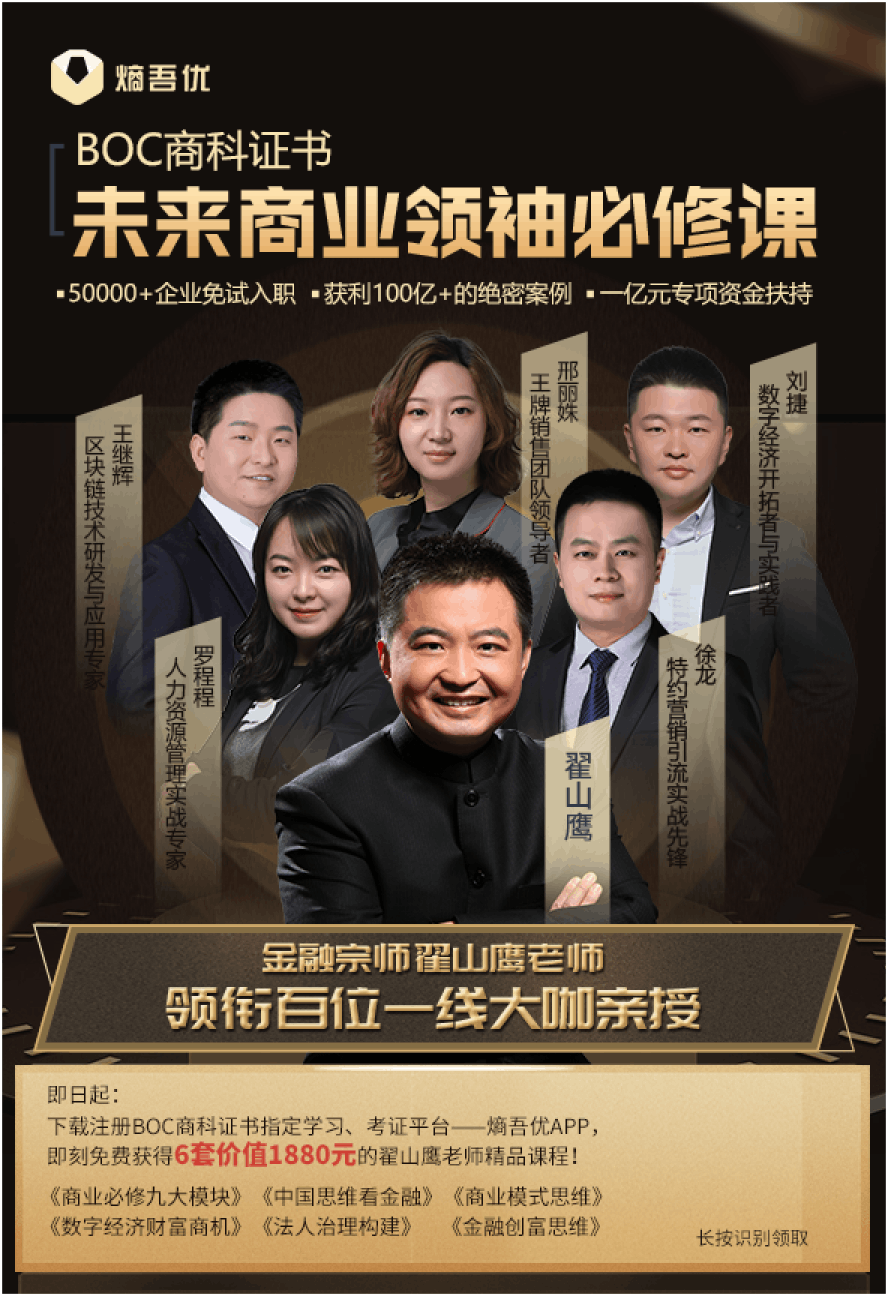 熵吾优
BOC商科证书
未来商业领袖必修课
▪50000+企业免试入职 ▪获利100亿+的绝密案例 ▪一亿元专项资金扶持
王继辉
区块链技术研发与应用专家
邢丽姝
王牌销售团队领导者
刘捷
数字经济开拓者与实践者
罗程程
人力资源管理实战专家
翟山鹰
徐龙
特约营销引流实战先锋
金融宗师翟山鹰老师
领衔百位一线大咖亲授
即日起：
下载注册BOC商科证书指定学习、考证平台——熵吾优APP，
即刻免费获得6套价值1880元的翟山鹰老师精品课程！
《商业必修九大模块》《中国思维看金融》《商业模式思维》
《数字经济财富商机》《法人治理构建》 《金融创富思维》
长按识别领取